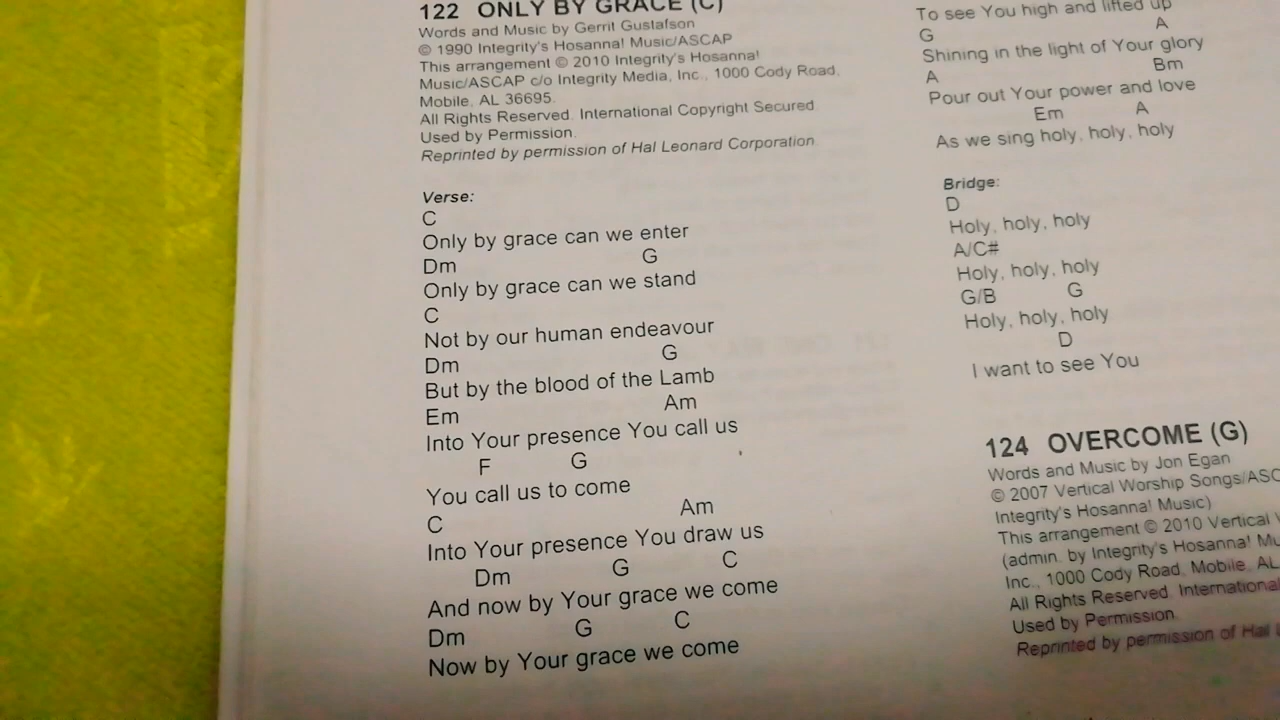 122 ONLY BY GRACE (C)
Words and Music by Gerrit Gustafson
© 1990 Integrity's Hosanna! Music/ASCAP
This arrangement © 2010 Integrity's Hosanna!
Music/ASCAP c/o Integrity Media, Inc., 1000 Cody Road,
Mobile, AL 36695.
All Rights Reserved. International Copyright Secured.
Used by Permission.
Reprinted by permission of Hal Leonard Corporation.
Verse:
C
Only by grace can we enter
Dm G
Only by grace can we stand
C
Not by our human endeavour
Dm G
But by the blood of the Lamb
Em Am
Into Your presence You call us
F G
You call us to come
C Am
Into Your presence You draw us
Dm G C
And now by Your grace we come
Dm G C
Now by Your grace we come
To see You high and lifted up
G A
Shining in the light of Your glory
A Bm
Pour out Your power and love
Em A
As we sing holy, holy, holy
Bridge:
D
Holy, holy, holy
A/C#
Holy, holy, holy
G/B G
Holy, holy, holy
D
I want to see You
124 OVERCOME (G)
Words and Music by Jon Egan
© 2007 Vertical Worship Songs/ASC
Integrity's Hosanna! Music)
This arrangement © 2010 Vertical
(admin. by Integrity's Hosanna! Mu
Inc., 1000 Cody Road, Mobile, AL
All Rights Reserved. International
Used by Permission.
Reprinted by permission of Hal